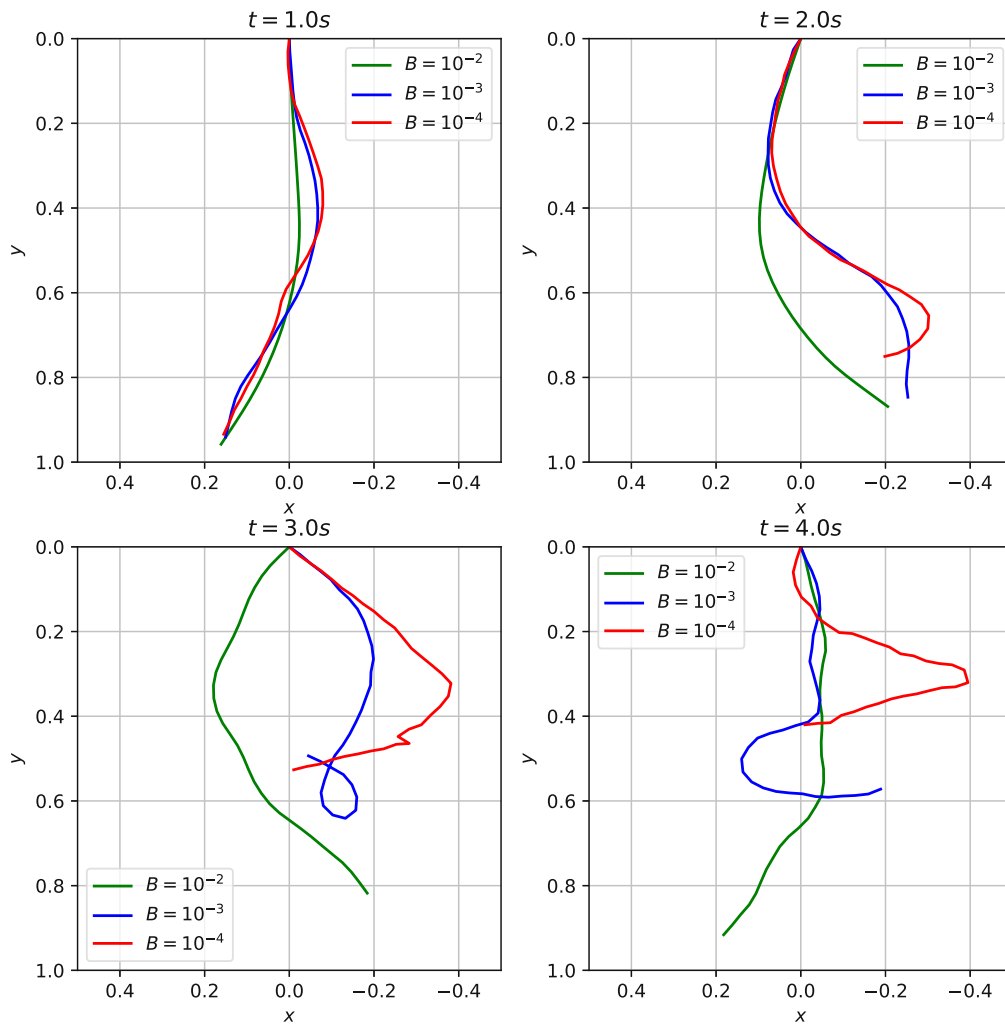 t = 1.0s
0.0
0.2
0.4
0.6
0.8
1.0
y
0.4
0.2
0.0
−0.2
−0.4
x
B = 10⁻²
B = 10⁻³
B = 10⁻⁴
t = 2.0s
0.0
0.2
0.4
0.6
0.8
1.0
y
0.4
0.2
0.0
−0.2
−0.4
x
B = 10⁻²
B = 10⁻³
B = 10⁻⁴
t = 3.0s
0.0
0.2
0.4
0.6
0.8
1.0
y
0.4
0.2
0.0
−0.2
−0.4
x
B = 10⁻²
B = 10⁻³
B = 10⁻⁴
t = 4.0s
0.0
0.2
0.4
0.6
0.8
1.0
y
0.4
0.2
0.0
−0.2
−0.4
x
B = 10⁻²
B = 10⁻³
B = 10⁻⁴